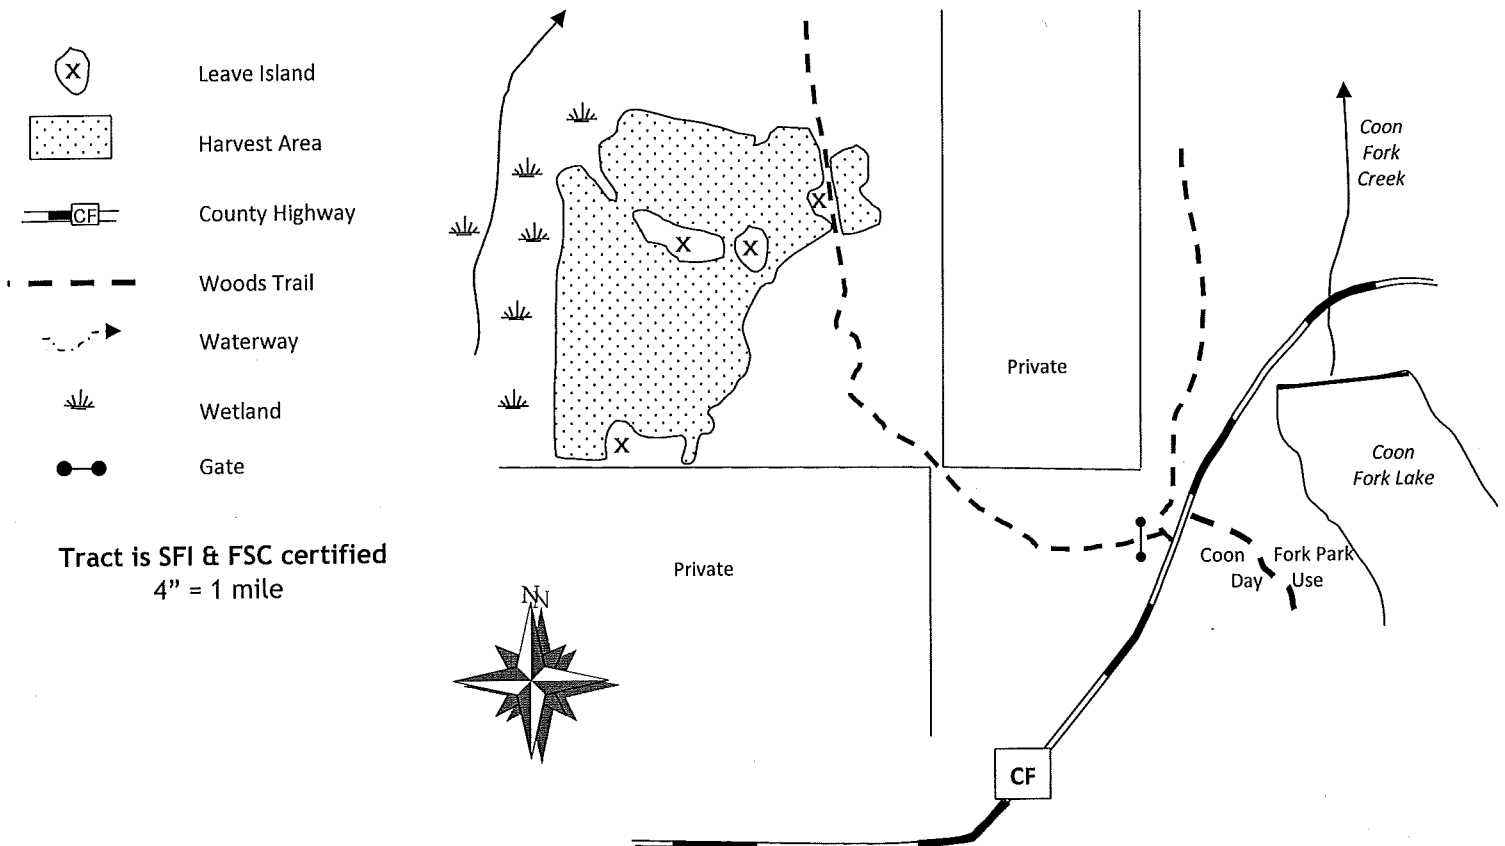 X
Leave Island
Harvest Area
CF
County Highway
Woods Trail
Waterway
Wetland
Gate
Tract is SFI & FSC certified
4” = 1 mile
X
X
X
X
Private
Private
Coon
Fork
Creek
Coon
Fork Lake
Coon Fork Park
Day Use
NN
CF